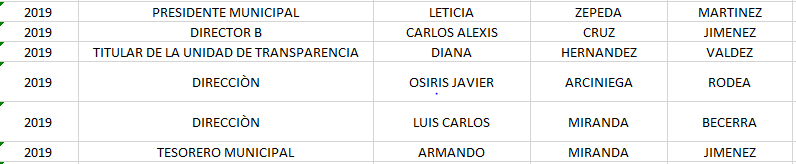 2019 PRESIDENTE MUNICIPAL LETICIA ZEPEDA MARTINEZ
2019 DIRECTOR B CARLOS ALEXIS CRUZ JIMENEZ
2019 TITULAR DE LA UNIDAD DE TRANSPARENCIA DIANA HERNANDEZ VALDEZ
2019 DIRECCIÒN OSIRIS JAVIER ARCINIEGA RODEA
2019 DIRECCIÒN LUIS CARLOS MIRANDA BECERRA
2019 TESORERO MUNICIPAL ARMANDO MIRANDA JIMENEZ